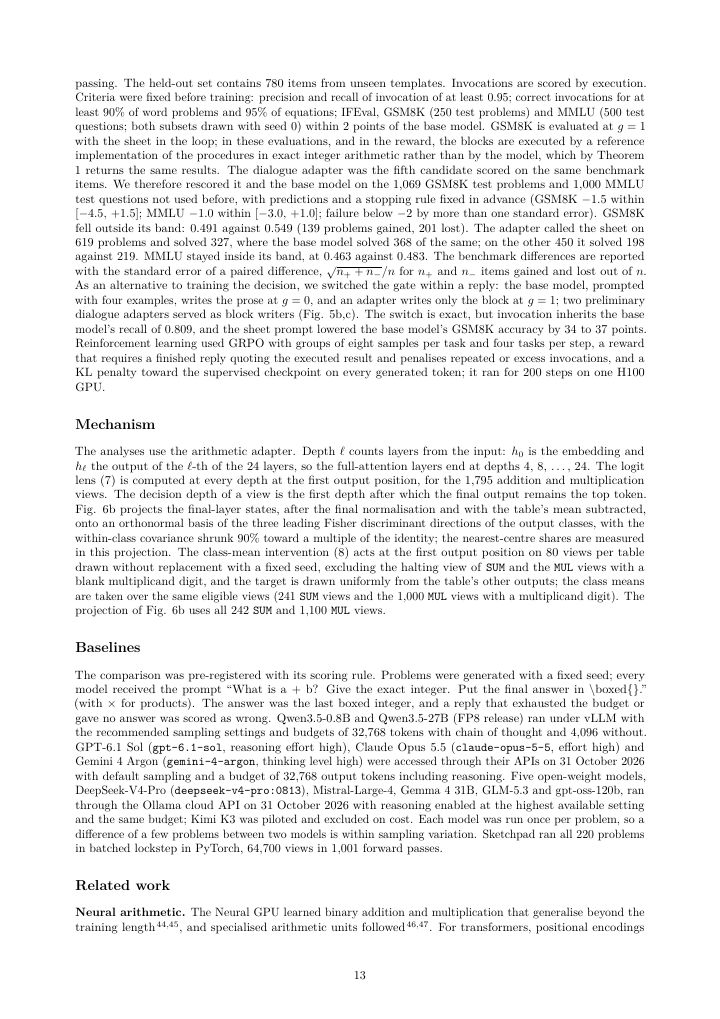 passing. The held-out set contains 780 items from unseen templates. Invocations are scored by execution.
Criteria were fixed before training: precision and recall of invocation of at least 0.95; correct invocations for at
least 90% of word problems and 95% of equations; IFEval, GSM8K (250 test problems) and MMLU (500 test
questions; both subsets drawn with seed 0) within 2 points of the base model. GSM8K is evaluated at g = 1
with the sheet in the loop; in these evaluations, and in the reward, the blocks are executed by a reference
implementation of the procedures in exact integer arithmetic rather than by the model, which by Theorem
1 returns the same results. The dialogue adapter was the fifth candidate scored on the same benchmark
items. We therefore rescored it and the base model on the 1,069 GSM8K test problems and 1,000 MMLU
test questions not used before, with predictions and a stopping rule fixed in advance (GSM8K −1.5 within
[−4.5, +1.5]; MMLU −1.0 within [−3.0, +1.0]; failure below −2 by more than one standard error). GSM8K
fell outside its band: 0.491 against 0.549 (139 problems gained, 201 lost). The adapter called the sheet on
619 problems and solved 327, where the base model solved 368 of the same; on the other 450 it solved 198
against 219. MMLU stayed inside its band, at 0.463 against 0.483. The benchmark differences are reported
with the standard error of a paired difference, √n₊ + n₋/n for n₊ and n₋ items gained and lost out of n.
As an alternative to training the decision, we switched the gate within a reply: the base model, prompted
with four examples, writes the prose at g = 0, and an adapter writes only the block at g = 1; two preliminary
dialogue adapters served as block writers (Fig. 5b,c). The switch is exact, but invocation inherits the base
model's recall of 0.809, and the sheet prompt lowered the base model's GSM8K accuracy by 34 to 37 points.
Reinforcement learning used GRPO with groups of eight samples per task and four tasks per step, a reward
that requires a finished reply quoting the executed result and penalises repeated or excess invocations, and a
KL penalty toward the supervised checkpoint on every generated token; it ran for 200 steps on one H100
GPU.
Mechanism
The analyses use the arithmetic adapter. Depth ℓ counts layers from the input: h₀ is the embedding and
hℓ the output of the ℓ-th of the 24 layers, so the full-attention layers end at depths 4, 8, . . . , 24. The logit
lens (7) is computed at every depth at the first output position, for the 1,795 addition and multiplication
views. The decision depth of a view is the first depth after which the final output remains the top token.
Fig. 6b projects the final-layer states, after the final normalisation and with the table's mean subtracted,
onto an orthonormal basis of the three leading Fisher discriminant directions of the output classes, with the
within-class covariance shrunk 90% toward a multiple of the identity; the nearest-centre shares are measured
in this projection. The class-mean intervention (8) acts at the first output position on 80 views per table
drawn without replacement with a fixed seed, excluding the halting view of SUM and the MUL views with a
blank multiplicand digit, and the target is drawn uniformly from the table's other outputs; the class means
are taken over the same eligible views (241 SUM views and the 1,000 MUL views with a multiplicand digit). The
projection of Fig. 6b uses all 242 SUM and 1,100 MUL views.
Baselines
The comparison was pre-registered with its scoring rule. Problems were generated with a fixed seed; every
model received the prompt “What is a + b? Give the exact integer. Put the final answer in \boxed{}.”
(with × for products). The answer was the last boxed integer, and a reply that exhausted the budget or
gave no answer was scored as wrong. Qwen3.5-0.8B and Qwen3.5-27B (FP8 release) ran under vLLM with
the recommended sampling settings and budgets of 32,768 tokens with chain of thought and 4,096 without.
GPT-6.1 Sol (gpt-6.1-sol, reasoning effort high), Claude Opus 5.5 (claude-opus-5-5, effort high) and
Gemini 4 Argon (gemini-4-argon, thinking level high) were accessed through their APIs on 31 October 2026
with default sampling and a budget of 32,768 output tokens including reasoning. Five open-weight models,
DeepSeek-V4-Pro (deepseek-v4-pro:0813), Mistral-Large-4, Gemma 4 31B, GLM-5.3 and gpt-oss-120b, ran
through the Ollama cloud API on 31 October 2026 with reasoning enabled at the highest available setting
and the same budget; Kimi K3 was piloted and excluded on cost. Each model was run once per problem, so a
difference of a few problems between two models is within sampling variation. Sketchpad ran all 220 problems
in batched lockstep in PyTorch, 64,700 views in 1,001 forward passes.
Related work
Neural arithmetic. The Neural GPU learned binary addition and multiplication that generalise beyond the
training length44,45, and specialised arithmetic units followed46,47. For transformers, positional encodings
13